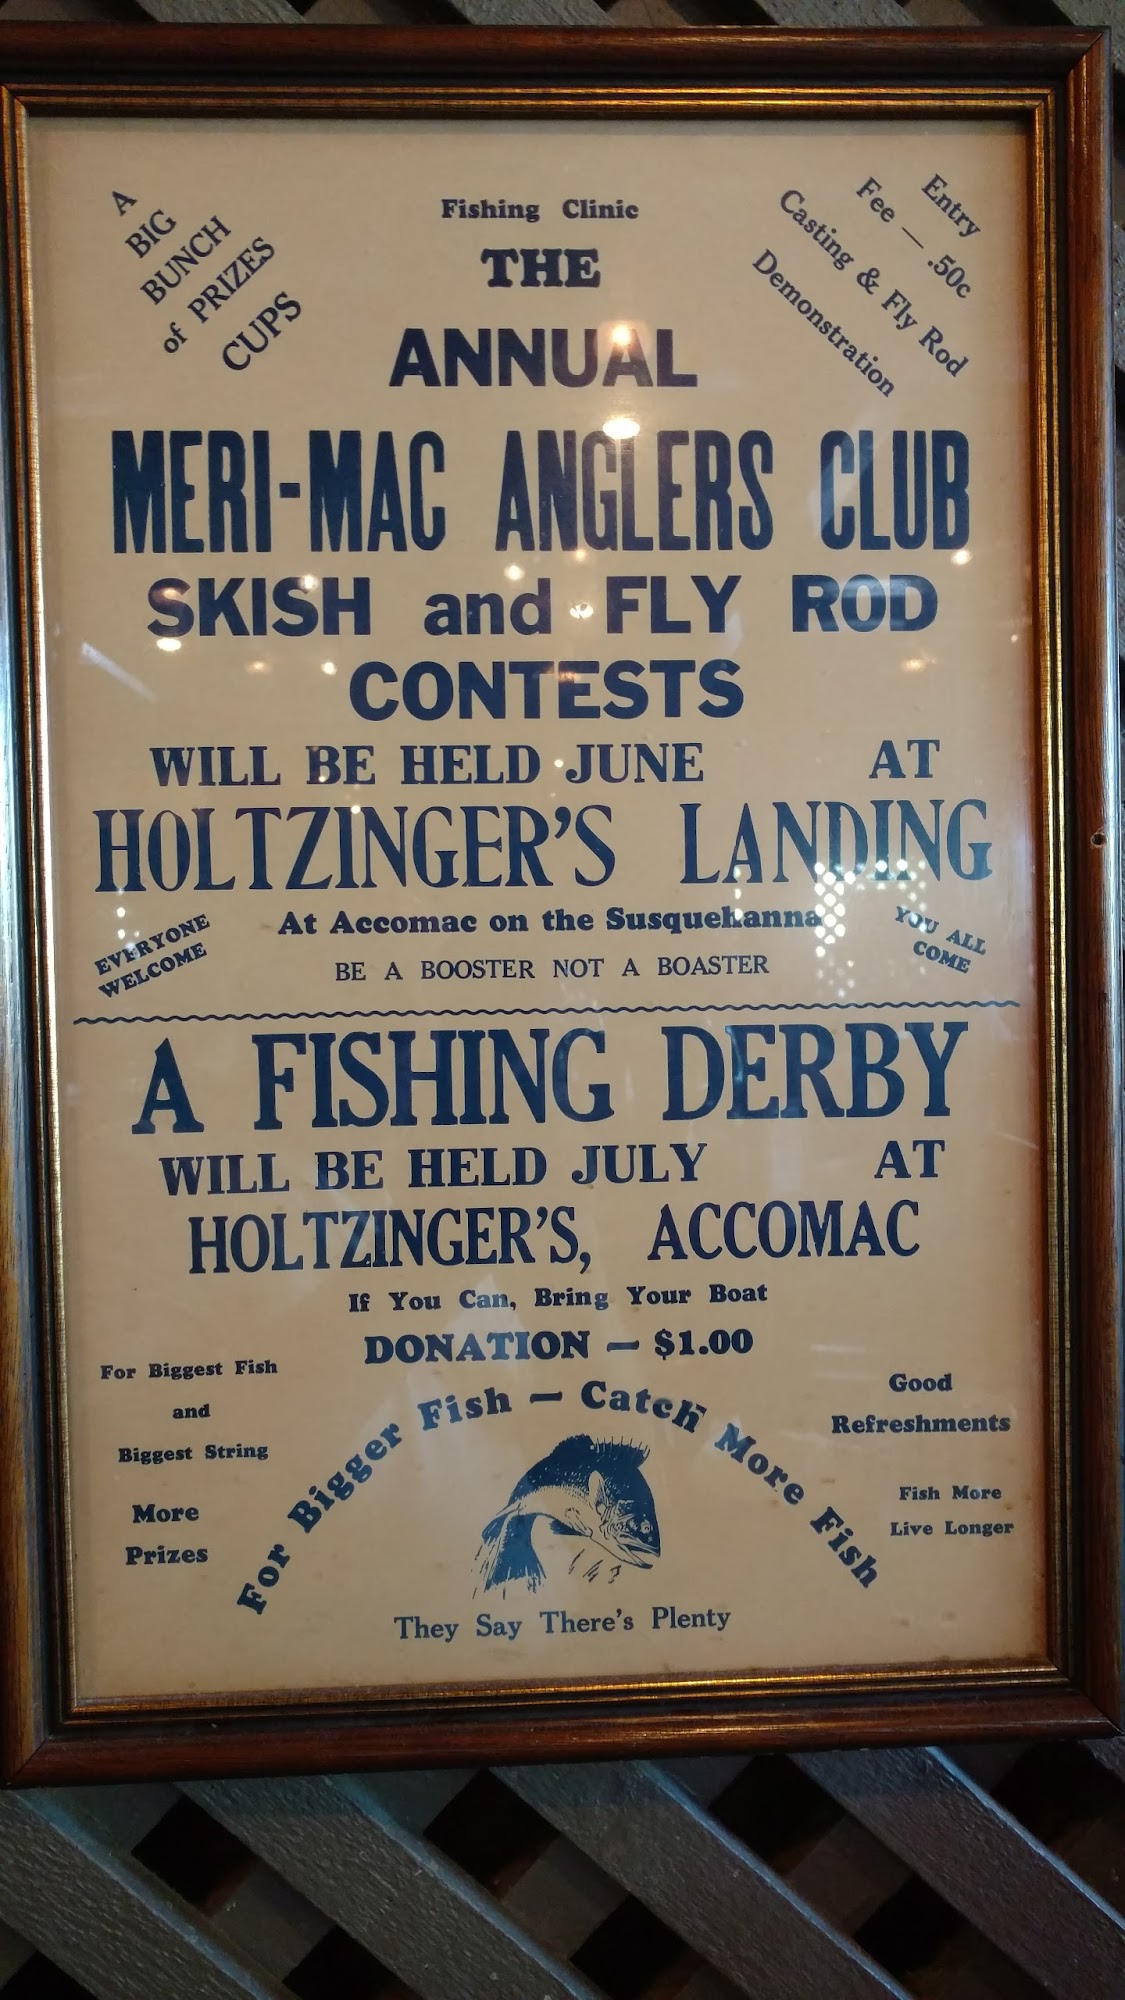 A
BIG
BUNCH
of PRIZES
CUPS
Fishing Clinic
Entry
Fee — .50c
Casting & Fly Rod
Demonstration
THE
ANNUAL
MERI-MAC ANGLERS CLUB
SKISH and FLY ROD
CONTESTS
WILL BE HELD JUNE AT
HOLTZINGER'S LANDING
At Accomac on the Susquehanna
EVERYONE
WELCOME
YOU ALL
COME
BE A BOOSTER NOT A BOASTER
A FISHING DERBY
WILL BE HELD JULY AT
HOLTZINGER'S, ACCOMAC
If You Can, Bring Your Boat
DONATION — $1.00
For Biggest Fish
and
Biggest String
More
Prizes
For Bigger Fish — Catch More Fish
Good
Refreshments
Fish More
Live Longer
They Say There's Plenty